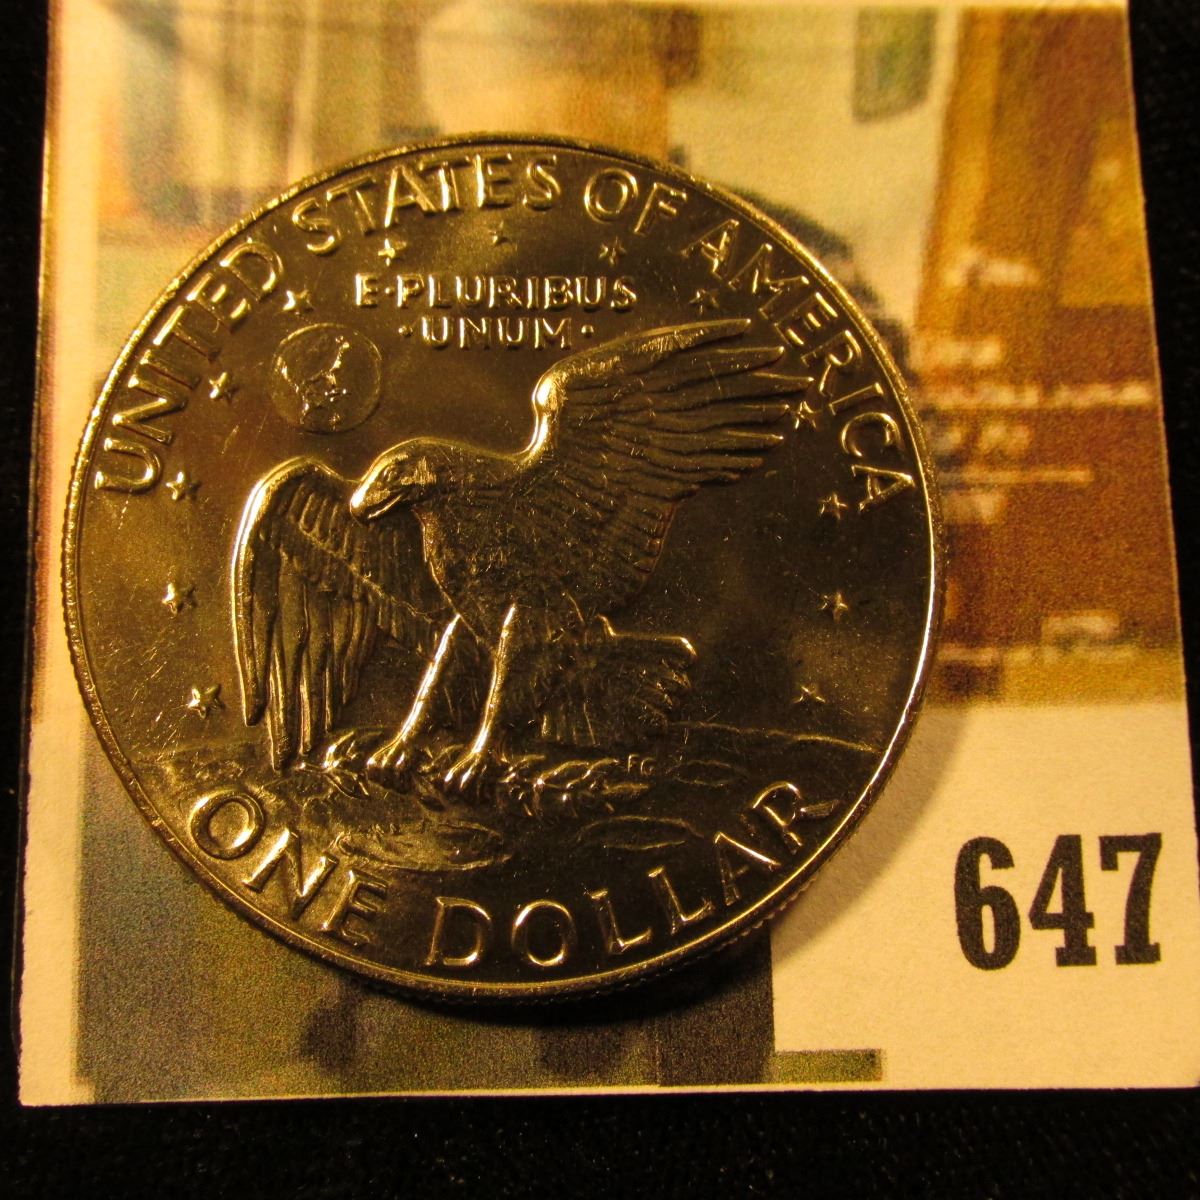 UNITED STATES OF AMERICA
E·PLURIBUS
·UNUM·
FG
ONE DOLLAR
647